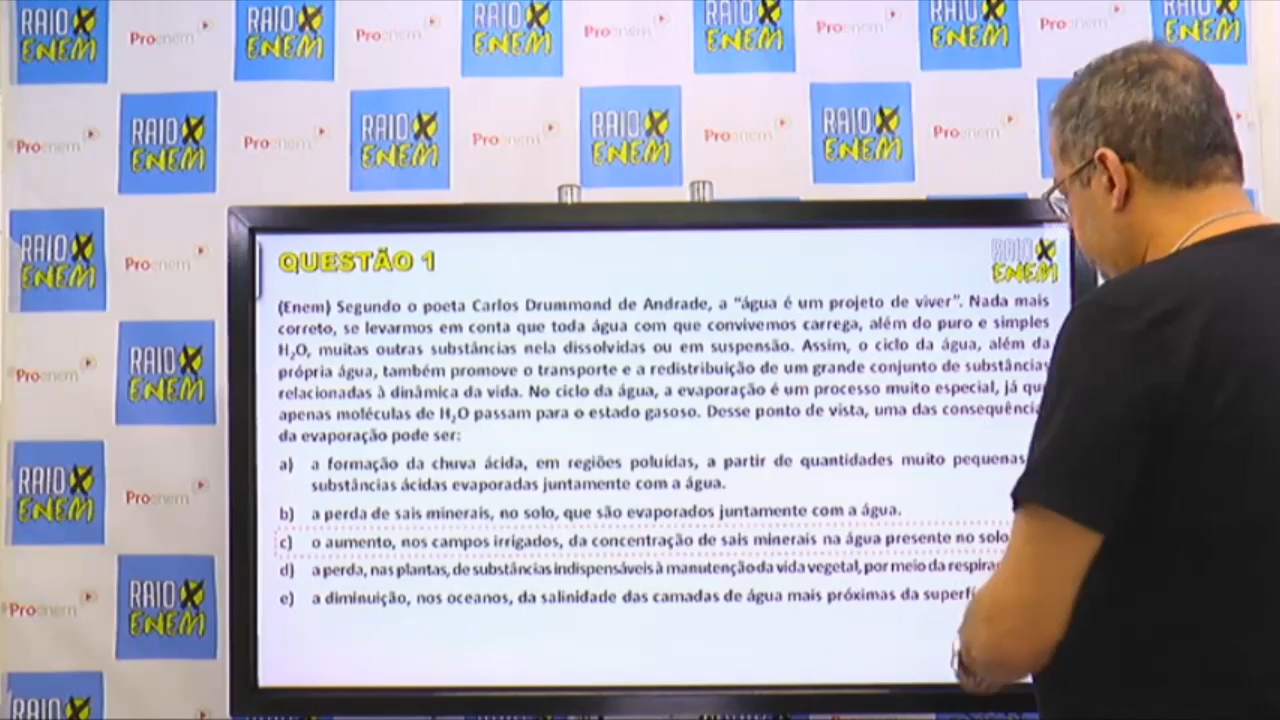 RAIO X
ENEM
Proenem
QUESTÃO 1
RAIO X
ENEM
(Enem) Segundo o poeta Carlos Drummond de Andrade, a “água é um projeto de viver”. Nada mais
correto, se levarmos em conta que toda água com que convivemos carrega, além do puro e simples
H₂O, muitas outras substâncias nela dissolvidas ou em suspensão. Assim, o ciclo da água, além da
própria água, também promove o transporte e a redistribuição de um grande conjunto de substâncias
relacionadas à dinâmica da vida. No ciclo da água, a evaporação é um processo muito especial, já qu
apenas moléculas de H₂O passam para o estado gasoso. Desse ponto de vista, uma das consequência
da evaporação pode ser:
a) a formação da chuva ácida, em regiões poluídas, a partir de quantidades muito pequenas
substâncias ácidas evaporadas juntamente com a água.
b) a perda de sais minerais, no solo, que são evaporados juntamente com a água.
c) o aumento, nos campos irrigados, da concentração de sais minerais na água presente no solo
d) a perda, nas plantas, de substâncias indispensáveis à manutenção da vida vegetal, por meio da respira
e) a diminuição, nos oceanos, da salinidade das camadas de água mais próximas da superfí